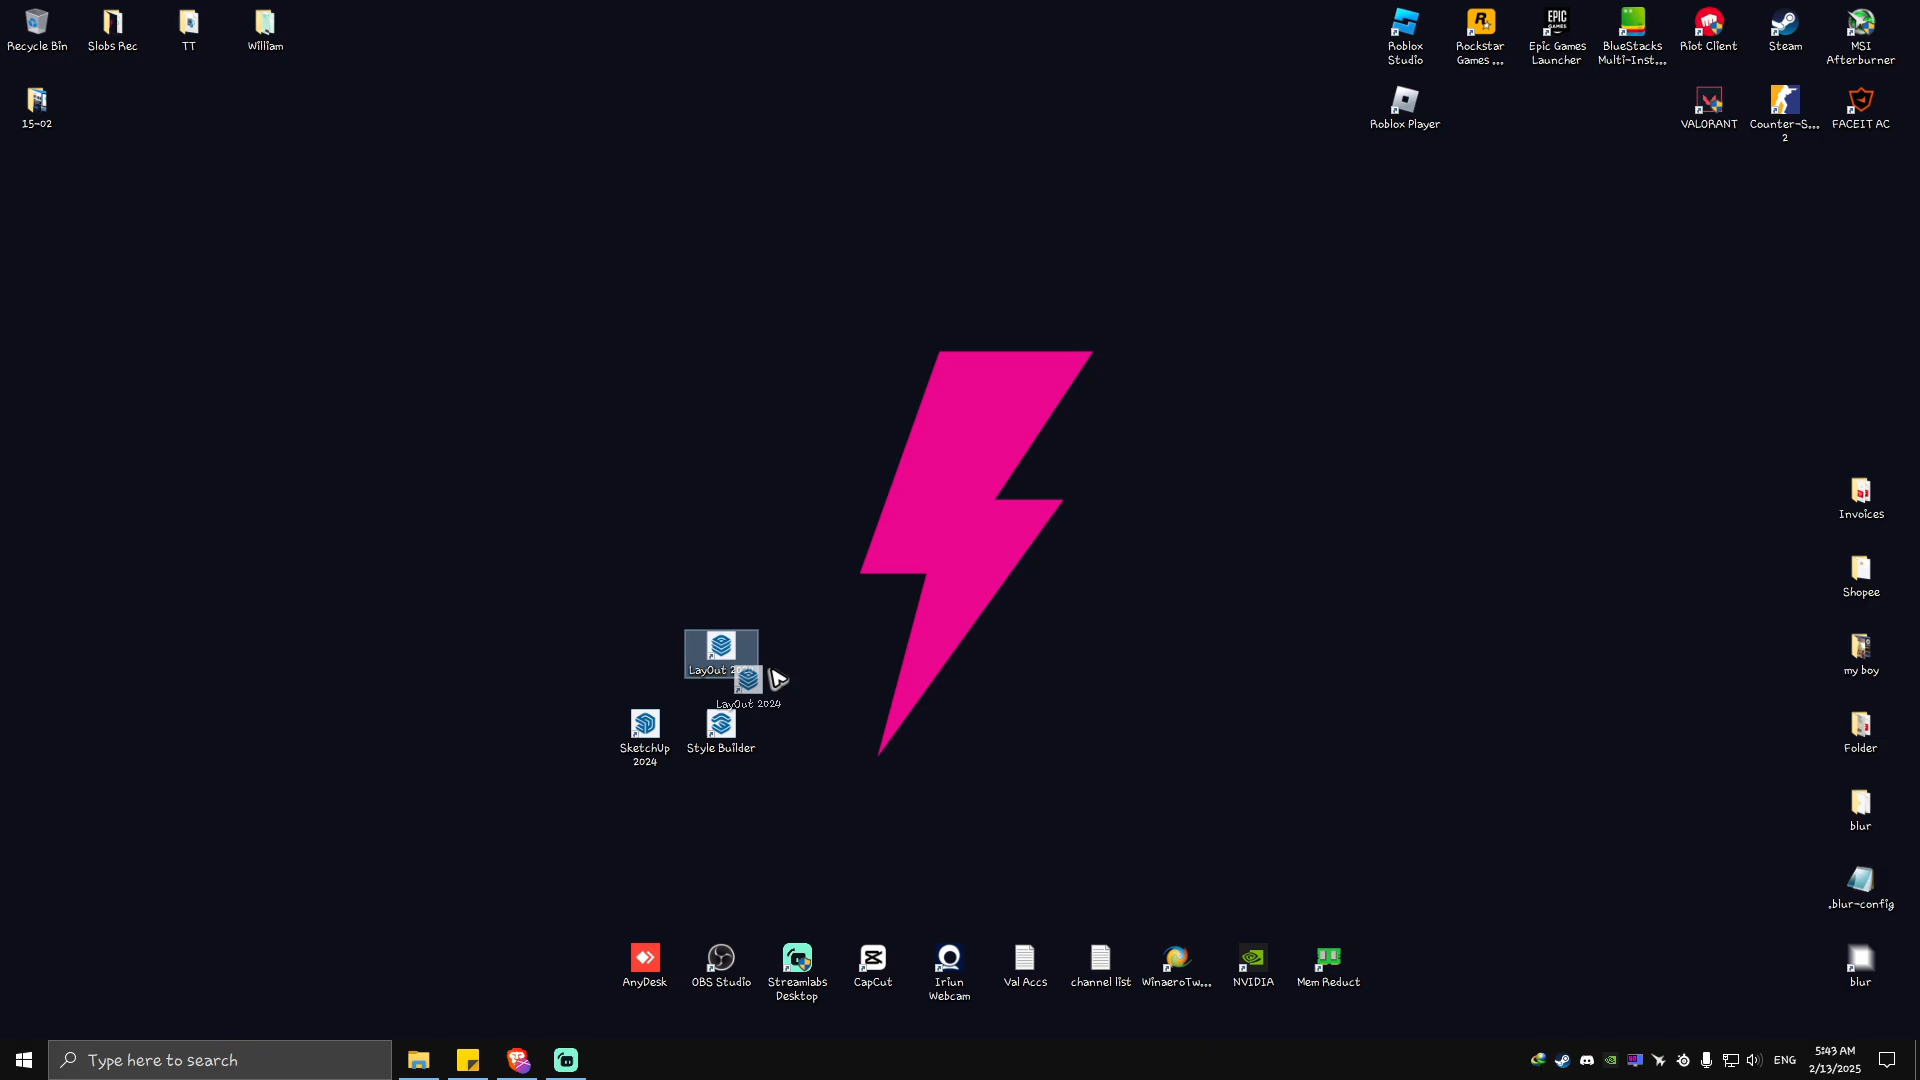 Recycle Bin
Slobs Rec
TT
William
Roblox
Studio
Rockstar
Games ...
EPIC
GAMES
Epic Games
Launcher
BlueStacks
Multi-Inst...
Riot Client
Steam
MSI
Afterburner
15-02
Roblox Player
VALORANT
Counter-S...
2
FACEIT AC
Invoices
Shopee
my boy
Folder
blur
.blur-config
blur
LayOut 2
LayOut 2024
SketchUp
2024
Style Builder
AnyDesk
OBS Studio
Streamlabs
Desktop
CapCut
Iriun
Webcam
Val Accs
channel list
WinaeroTw...
NVIDIA
Mem Reduct
Type here to search
ENG
5:43 AM
2/13/2025